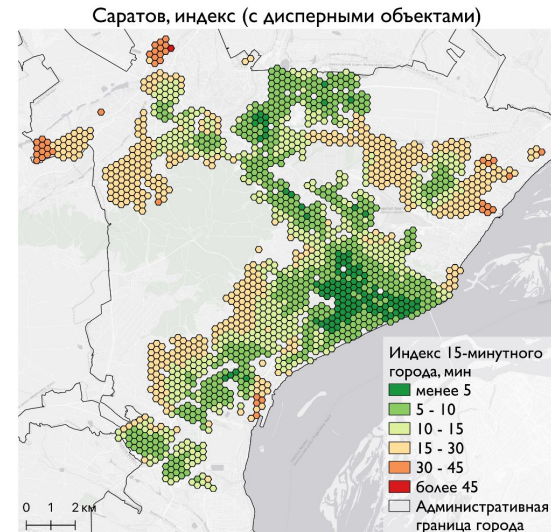 Саратов, индекс (с дисперными объектами)
Индекс 15-минутного
города, мин
менее 5
5 - 10
10 - 15
15 - 30
30 - 45
более 45
Административная
граница города
0 1 2 км